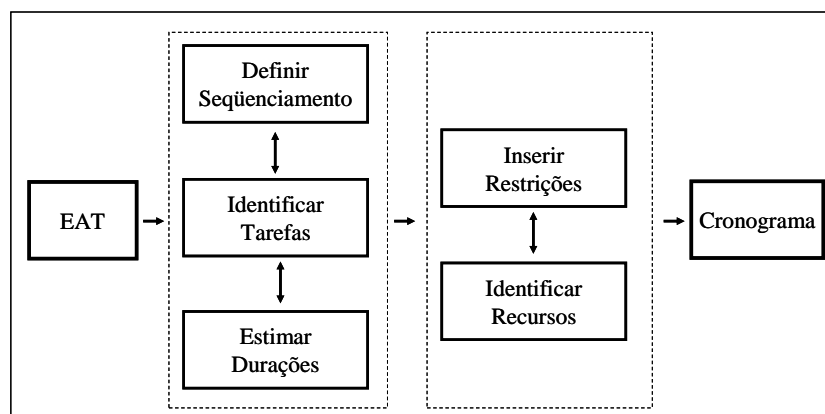 EAT
Definir
Seqüenciamento
Identificar
Tarefas
Estimar
Durações
Inserir
Restrições
Identificar
Recursos
Cronograma